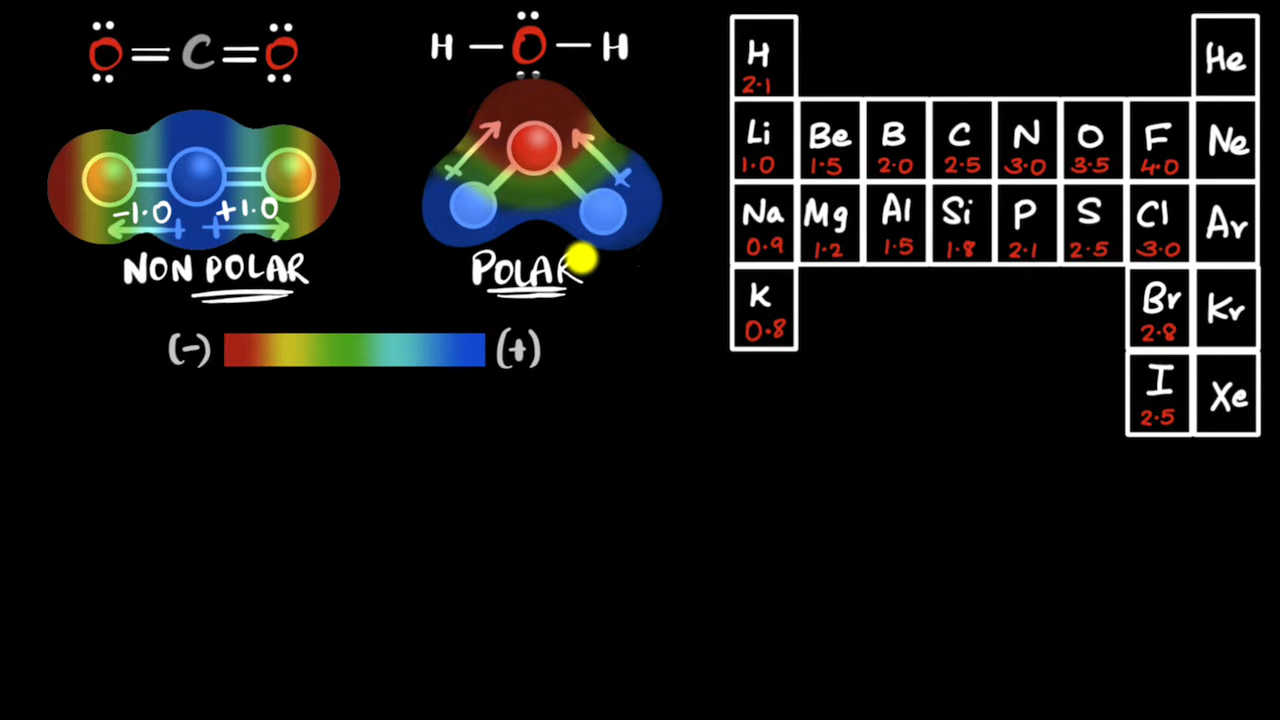 O = C = O
H — O — H
-1.0 +1.0
NON POLAR
POLAR
(-) (+)
H He
2.1
Li Be B C N O F Ne
1.0 1.5 2.0 2.5 3.0 3.5 4.0
Na Mg Al Si P S Cl Ar
0.9 1.2 1.5 1.8 2.1 2.5 3.0
K Br Kr
0.8 2.8
I Xe
2.5